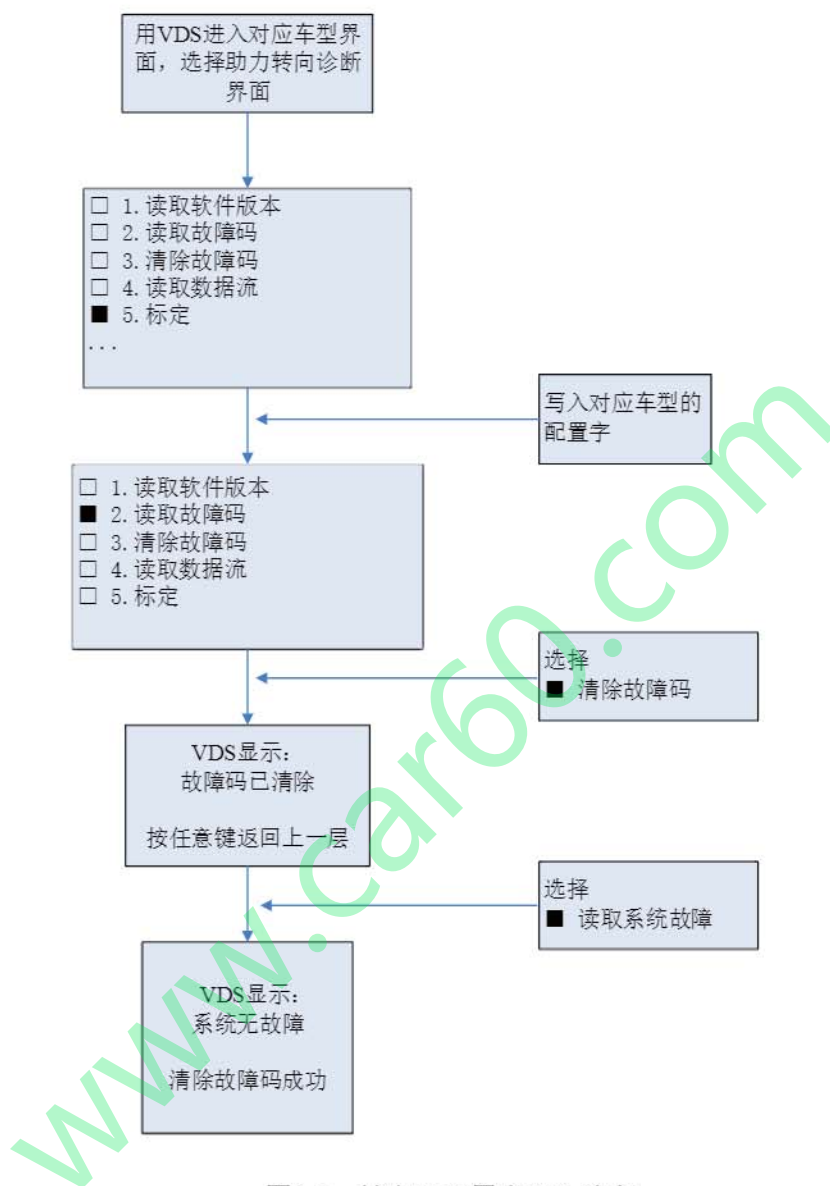 用VDS进入对应车型界
面，选择助力转向诊断
界面
□ 1.读取软件版本
□ 2.读取故障码
□ 3.清除故障码
□ 4.读取数据流
■ 5.标定
...
写入对应车型的
配置字
□ 1.读取软件版本
■ 2.读取故障码
□ 3.清除故障码
□ 4.读取数据流
□ 5.标定
选择
■ 清除故障码
VDS显示：
故障码已清除
按任意键返回上一层
选择
■ 读取系统故障
VDS显示：
系统无故障
清除故障码成功
www.car60.com